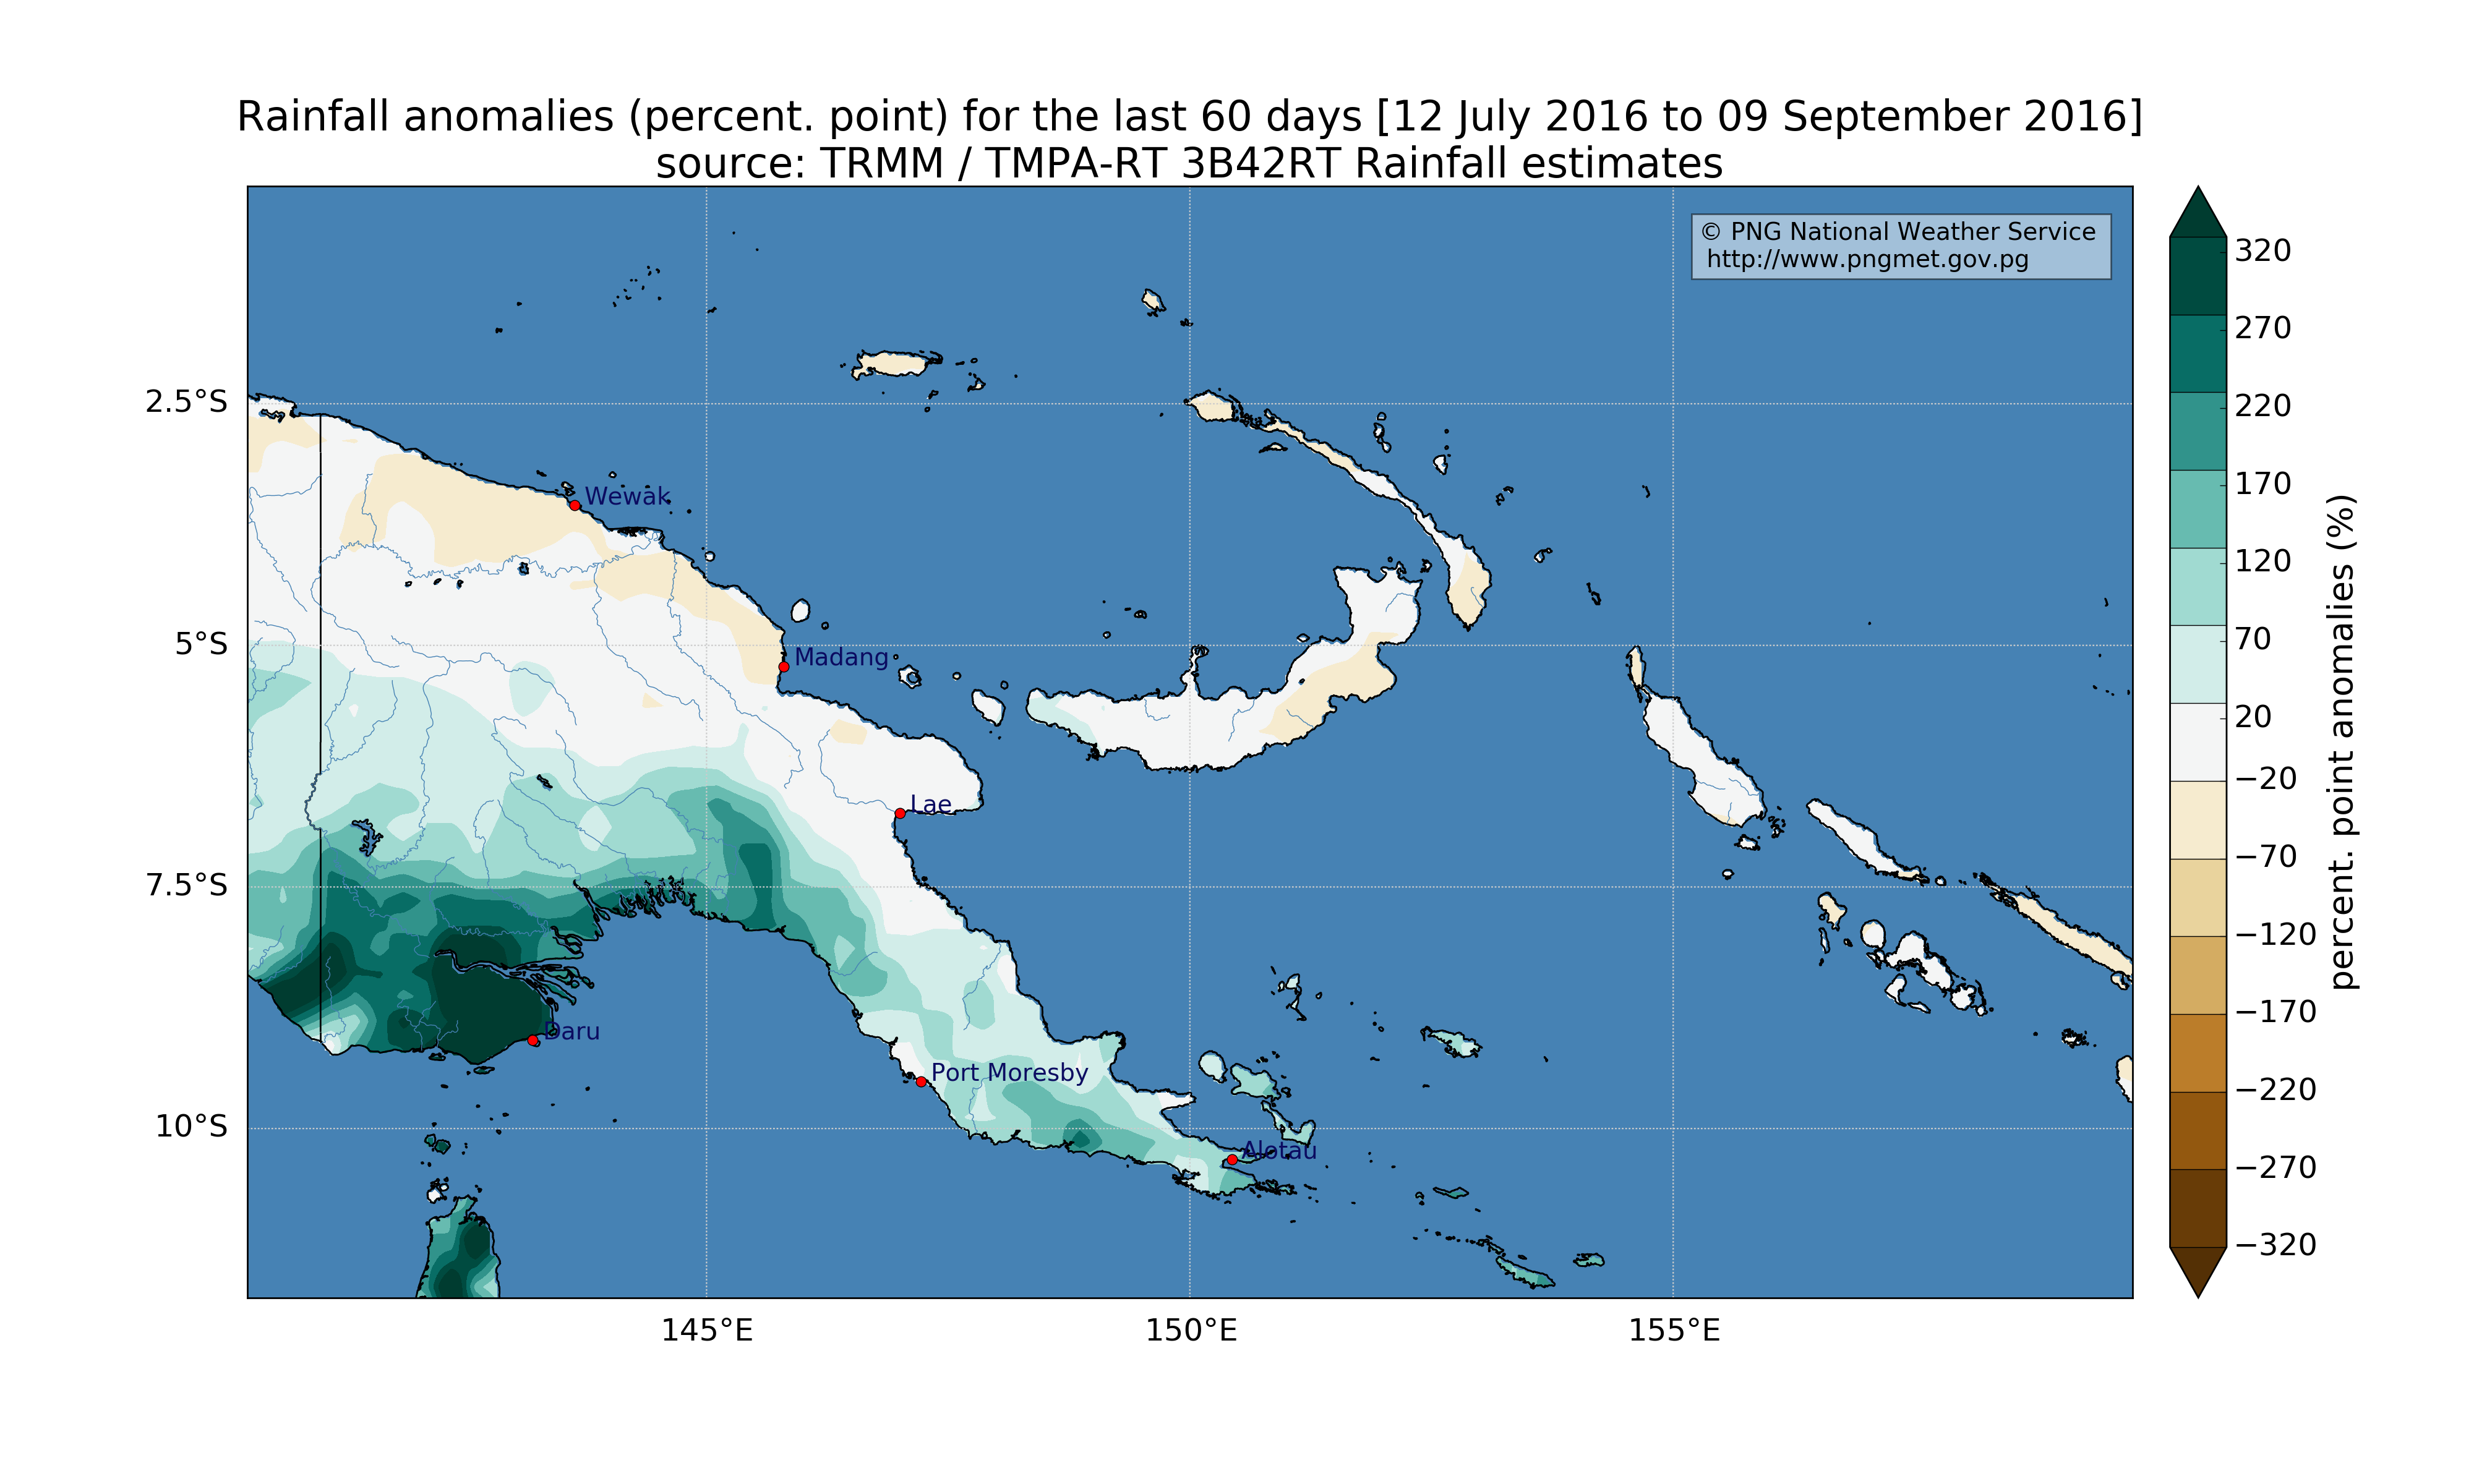 Rainfall anomalies (percent. point) for the last 60 days [12 July 2016 to 09 September 2016]
source: TRMM / TMPA-RT 3B42RT Rainfall estimates
© PNG National Weather Service
http://www.pngmet.gov.pg
2.5°S
5°S
7.5°S
10°S
Wewak
Madang
Lae
Daru
Port Moresby
Alotau
145°E
150°E
155°E
320
270
220
170
120
70
20
−20
−70
−120
−170
−220
−270
−320
percent. point anomalies (%)